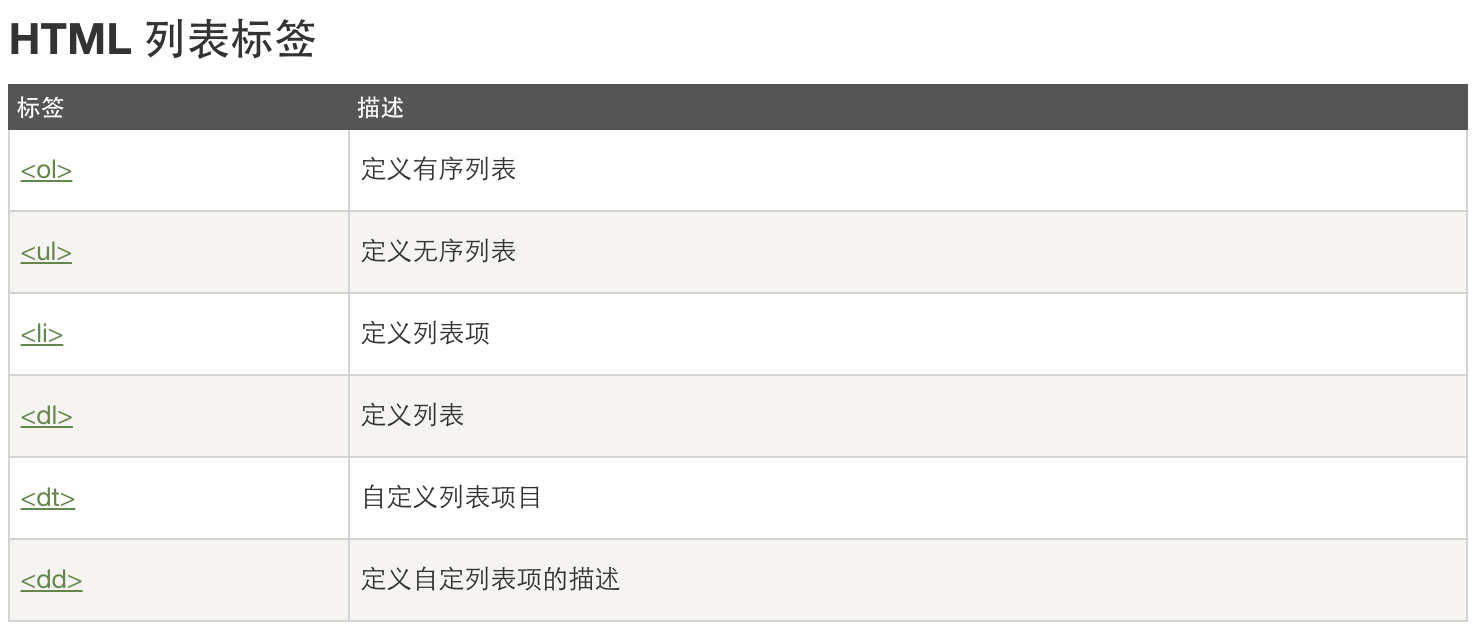 HTML 列表标签
标签 描述
<ol> 定义有序列表
<ul> 定义无序列表
<li> 定义列表项
<dl> 定义列表
<dt> 自定义列表项目
<dd> 定义自定列表项的描述